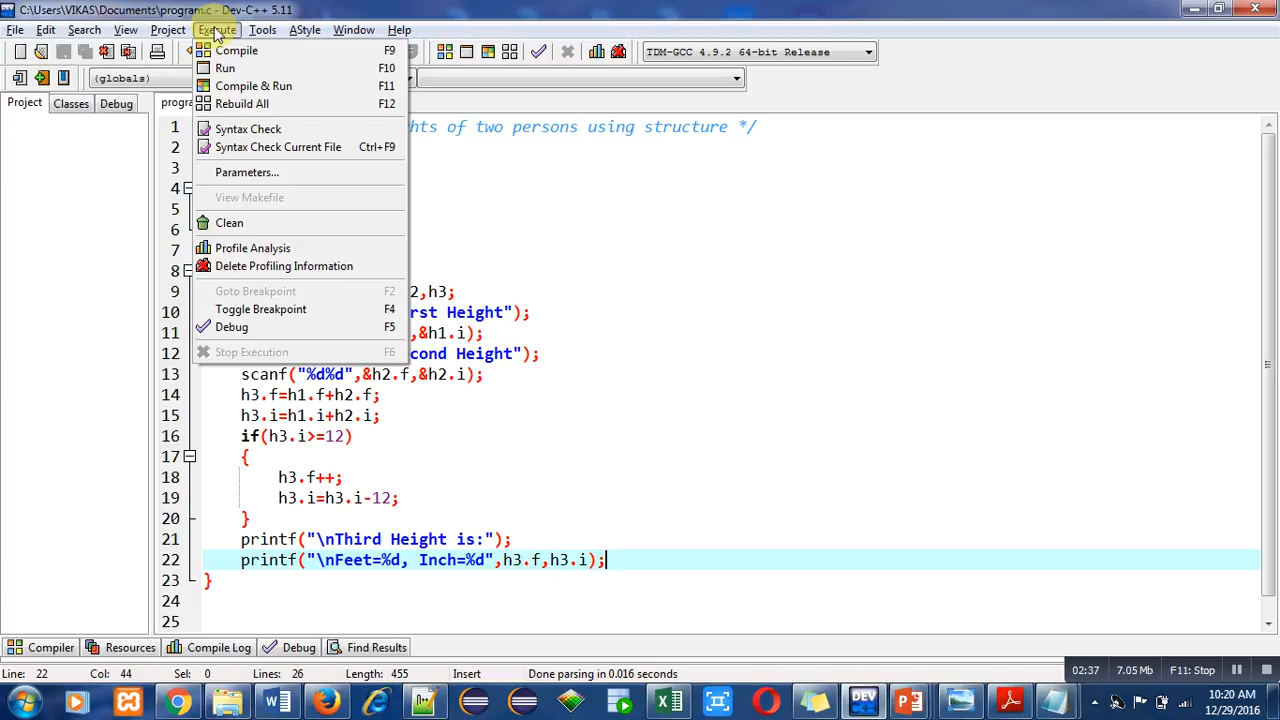 C:\Users\VIKAS\Documents\program.c - Dev-C++ 5.11
File Edit Search View Project Execute Tools AStyle Window Help
TDM-GCC 4.9.2 64-bit Release
(globals)
Project Classes Debug
Compile F9
Run F10
Compile & Run F11
Rebuild All F12
Syntax Check
Syntax Check Current File Ctrl+F9
Parameters...
View Makefile
Clean
Profile Analysis
Delete Profiling Information
Goto Breakpoint F2
Toggle Breakpoint F4
Debug F5
Stop Execution F6
1 hts of two persons using structure */
2
3
4
5
6
7
8
9 2,h3;
10 rst Height");
11 ,&h1.i);
12 cond Height");
13 scanf("%d%d",&h2.f,&h2.i);
14 h3.f=h1.f+h2.f;
15 h3.i=h1.i+h2.i;
16 if(h3.i>=12)
17 {
18 h3.f++;
19 h3.i=h3.i-12;
20 }
21 printf("\nThird Height is:");
22 printf("\nFeet=%d, Inch=%d",h3.f,h3.i);
23 }
24
25
Compiler Resources Compile Log Debug Find Results
Line: 22 Col: 44 Sel: 0 Lines: 26 Length: 455 Insert Done parsing in 0.016 seconds
02:37 7.05 Mb F11: Stop
10:20 AM
12/29/2016